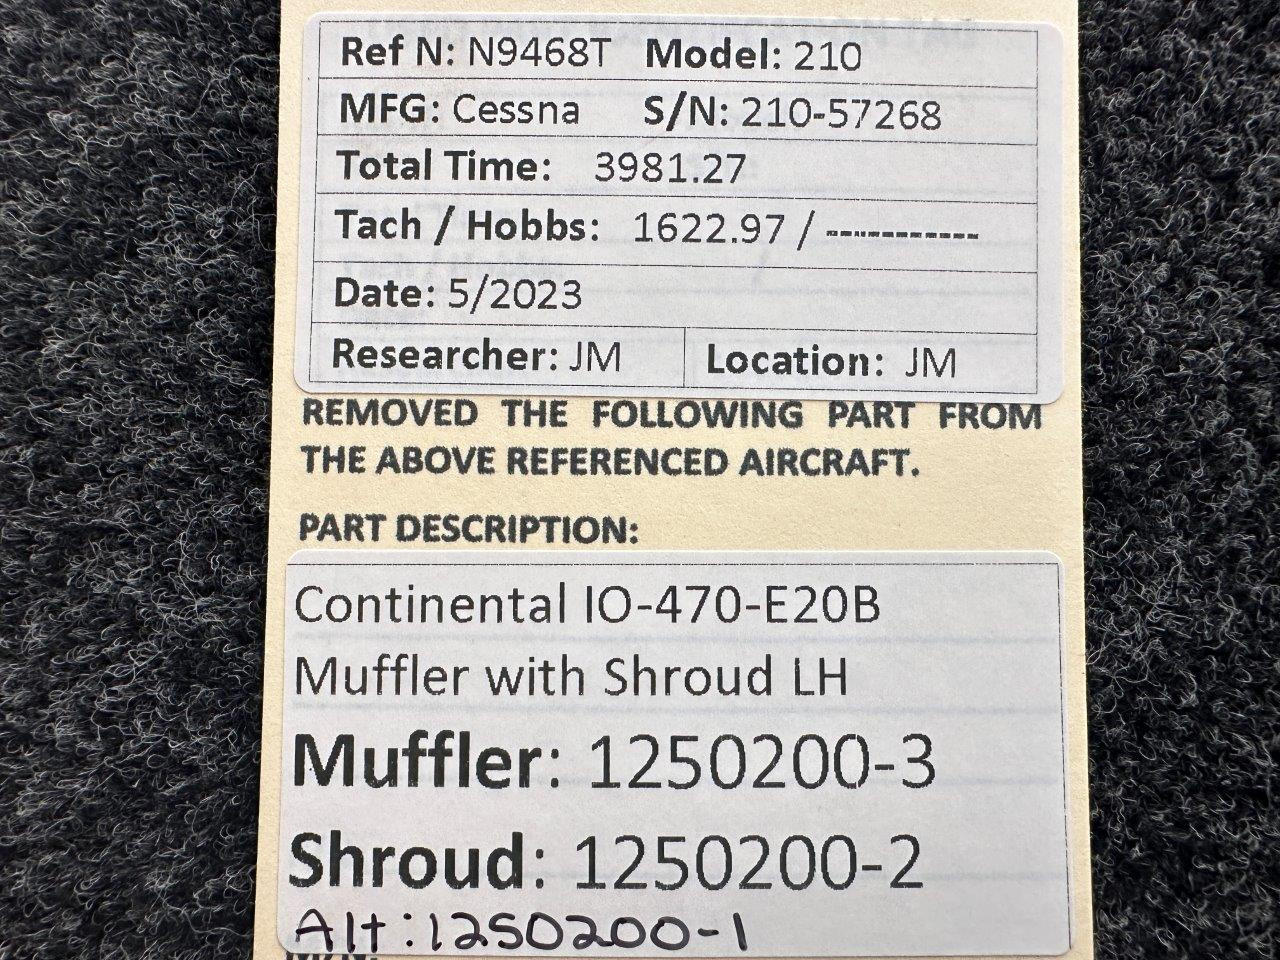 Ref N: N9468T Model: 210
MFG: Cessna S/N: 210-57268
Total Time: 3981.27
Tach / Hobbs: 1622.97 / -----------
Date: 5/2023
Researcher: JM Location: JM
REMOVED THE FOLLOWING PART FROM
THE ABOVE REFERENCED AIRCRAFT.
PART DESCRIPTION:
Continental IO-470-E20B
Muffler with Shroud LH
Muffler: 1250200-3
Shroud: 1250200-2
Alt: 1250200-1